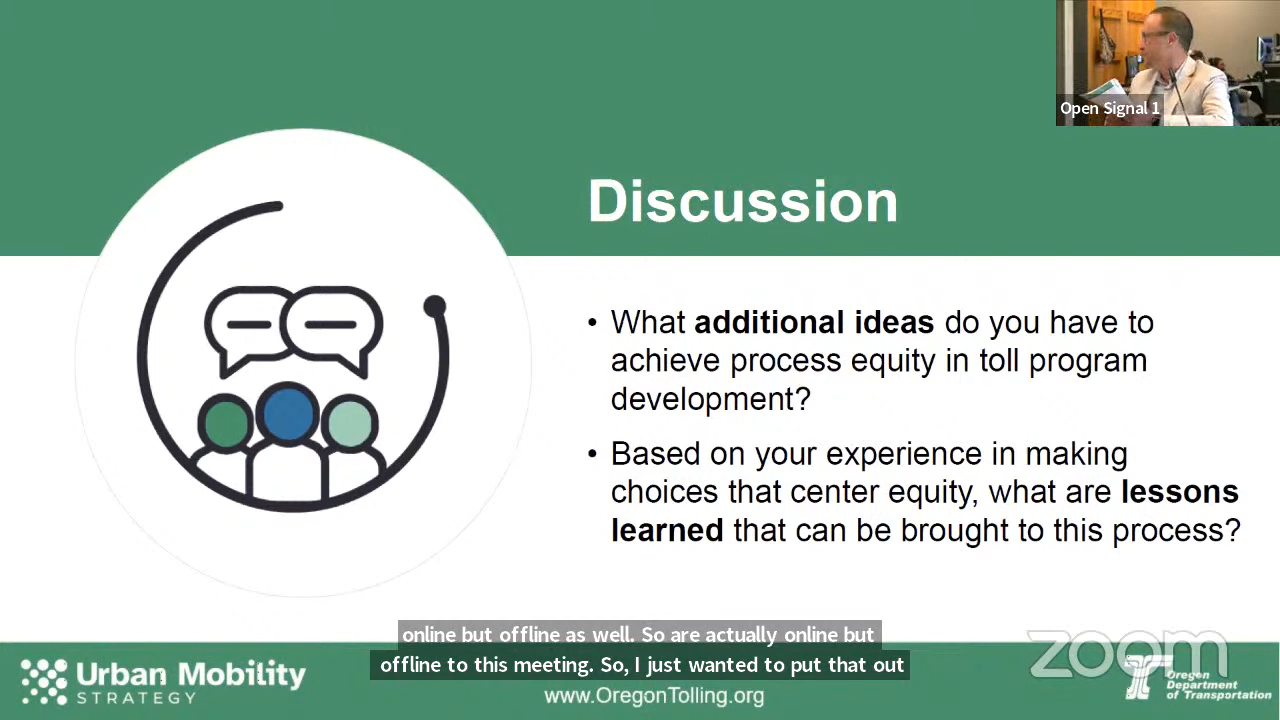 Open Signal 1
Discussion
• What additional ideas do you have to
achieve process equity in toll program
development?
• Based on your experience in making
choices that center equity, what are lessons
learned that can be brought to this process?
online but offline as well. So are actually online but
offline to this meeting. So, I just wanted to put that out
zoom
Urban Mobility
STRATEGY
www.OregonTolling.org
Oregon
Department
of Transportation